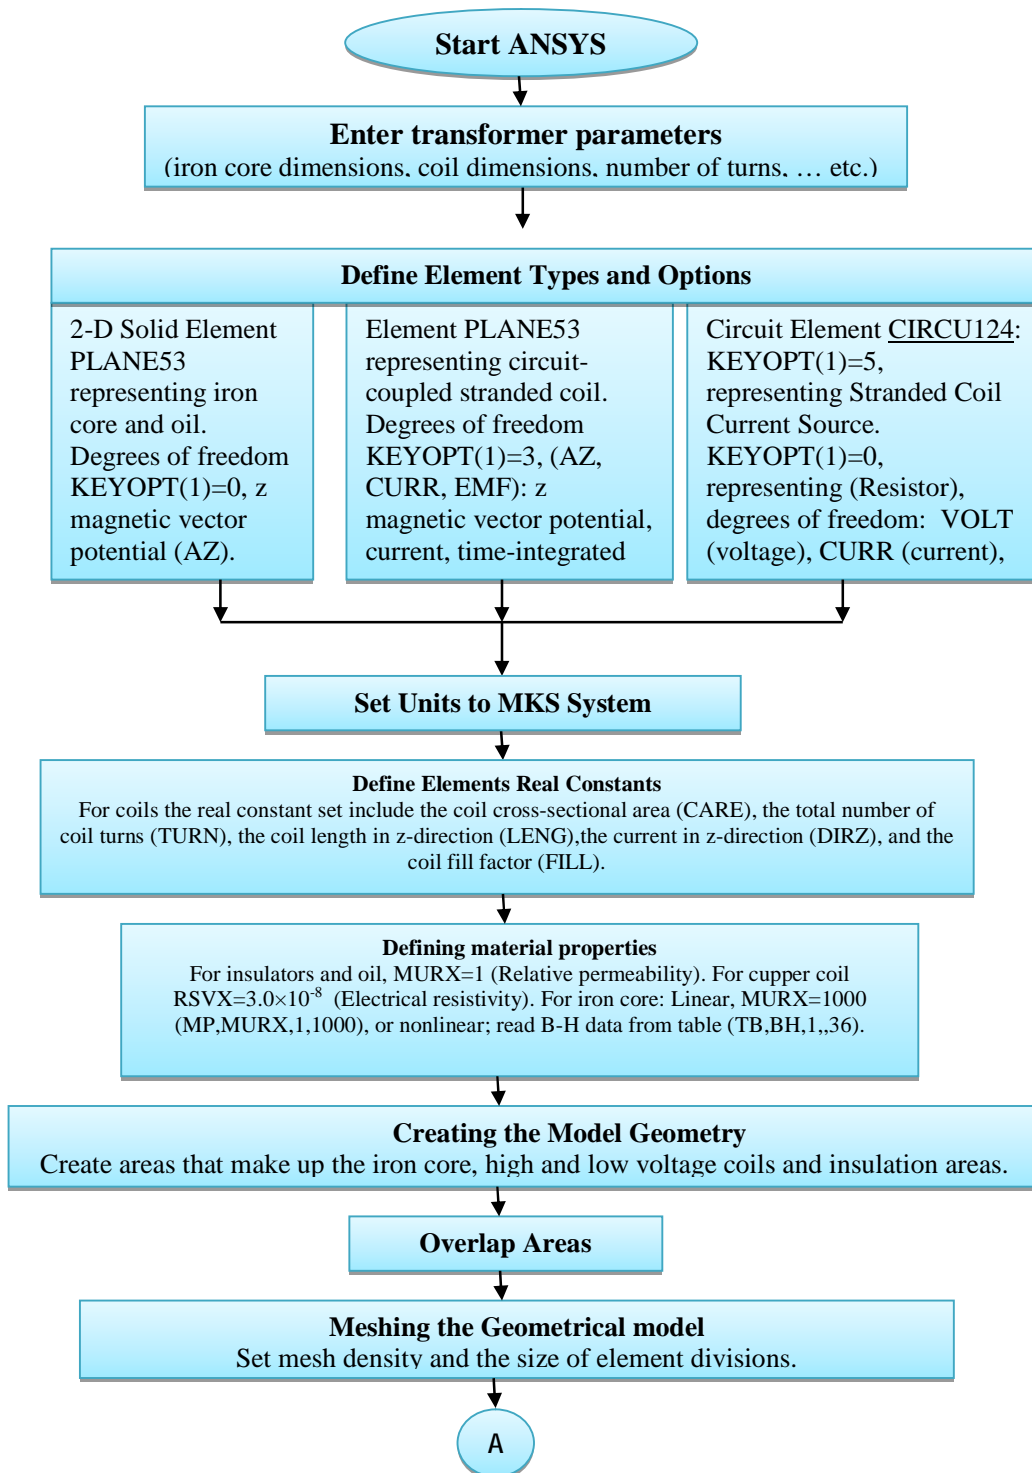 Start ANSYS
Enter transformer parameters
(iron core dimensions, coil dimensions, number of turns, … etc.)
Define Element Types and Options
2-D Solid Element
PLANE53
representing iron
core and oil.
Degrees of freedom
KEYOPT(1)=0, z
magnetic vector
potential (AZ).
Element PLANE53
representing circuit-
coupled stranded coil.
Degrees of freedom
KEYOPT(1)=3, (AZ,
CURR, EMF): z
magnetic vector potential,
current, time-integrated
Circuit Element CIRCU124:
KEYOPT(1)=5,
representing Stranded Coil
Current Source.
KEYOPT(1)=0,
representing (Resistor),
degrees of freedom: VOLT
(voltage), CURR (current),
Set Units to MKS System
Define Elements Real Constants
For coils the real constant set include the coil cross-sectional area (CARE), the total number of
coil turns (TURN), the coil length in z-direction (LENG),the current in z-direction (DIRZ), and the
coil fill factor (FILL).
Defining material properties
For insulators and oil, MURX=1 (Relative permeability). For cupper coil
RSVX=3.0×10⁻⁸ (Electrical resistivity). For iron core: Linear, MURX=1000
(MP,MURX,1,1000), or nonlinear; read B-H data from table (TB,BH,1,,36).
Creating the Model Geometry
Create areas that make up the iron core, high and low voltage coils and insulation areas.
Overlap Areas
Meshing the Geometrical model
Set mesh density and the size of element divisions.
A